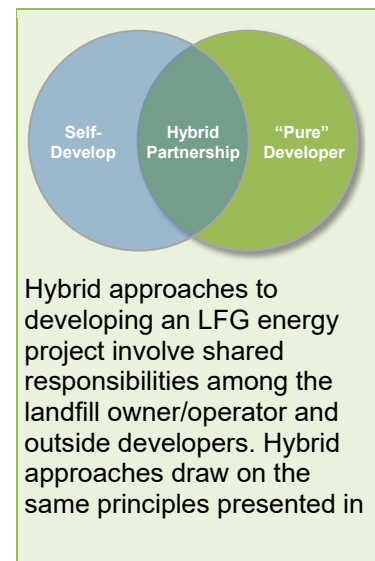 Self-
Develop
Hybrid
Partnership
“Pure”
Developer
Hybrid approaches to
developing an LFG energy
project involve shared
responsibilities among the
landfill owner/operator and
outside developers. Hybrid
approaches draw on the
same principles presented in